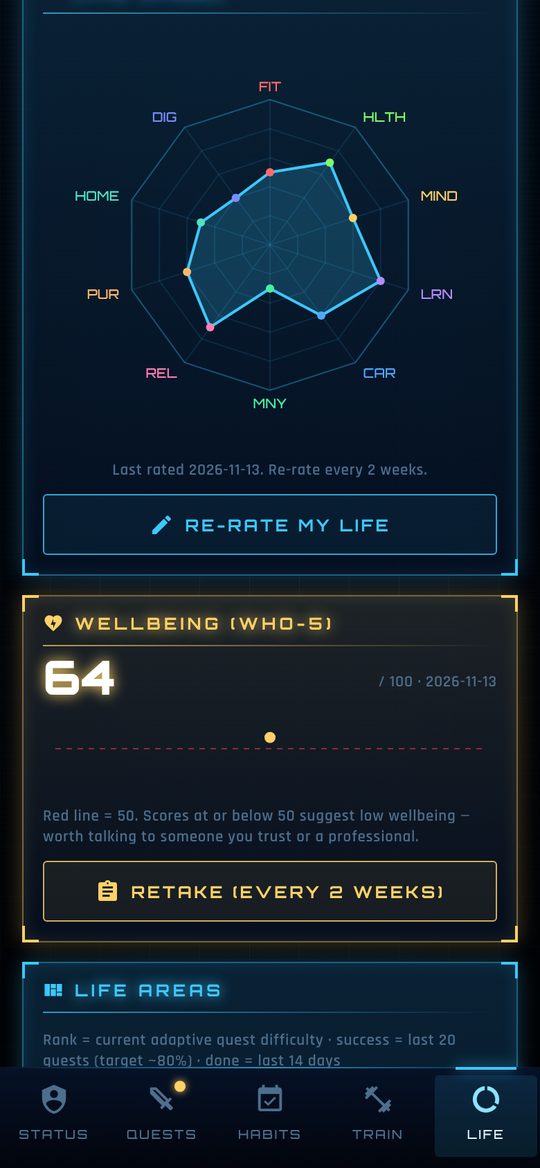 FIT
DIG
HLTH
HOME
MIND
PUR
LRN
REL
CAR
MNY
Last rated 2026-11-13. Re-rate every 2 weeks.
RE-RATE MY LIFE
WELLBEING (WHO-5)
64
/ 100 · 2026-11-13
Red line = 50. Scores at or below 50 suggest low wellbeing —
worth talking to someone you trust or a professional.
RETAKE (EVERY 2 WEEKS)
LIFE AREAS
Rank = current adaptive quest difficulty · success = last 20
quests (target ~80%) · done = last 14 days
STATUS
QUESTS
HABITS
TRAIN
LIFE